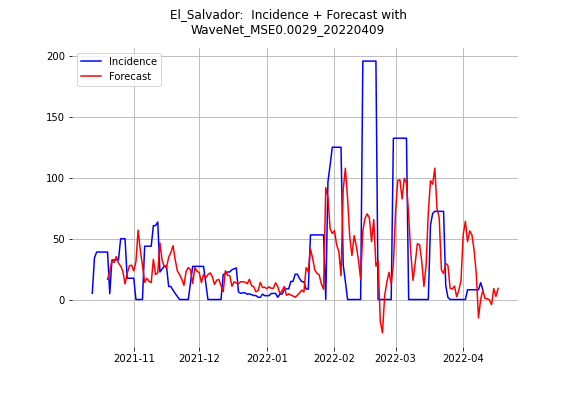 El_Salvador:  Incidence + Forecast with
WaveNet_MSE0.0029_20220409
Incidence
Forecast
200
150
100
50
0
2021-11
2021-12
2022-01
2022-02
2022-03
2022-04